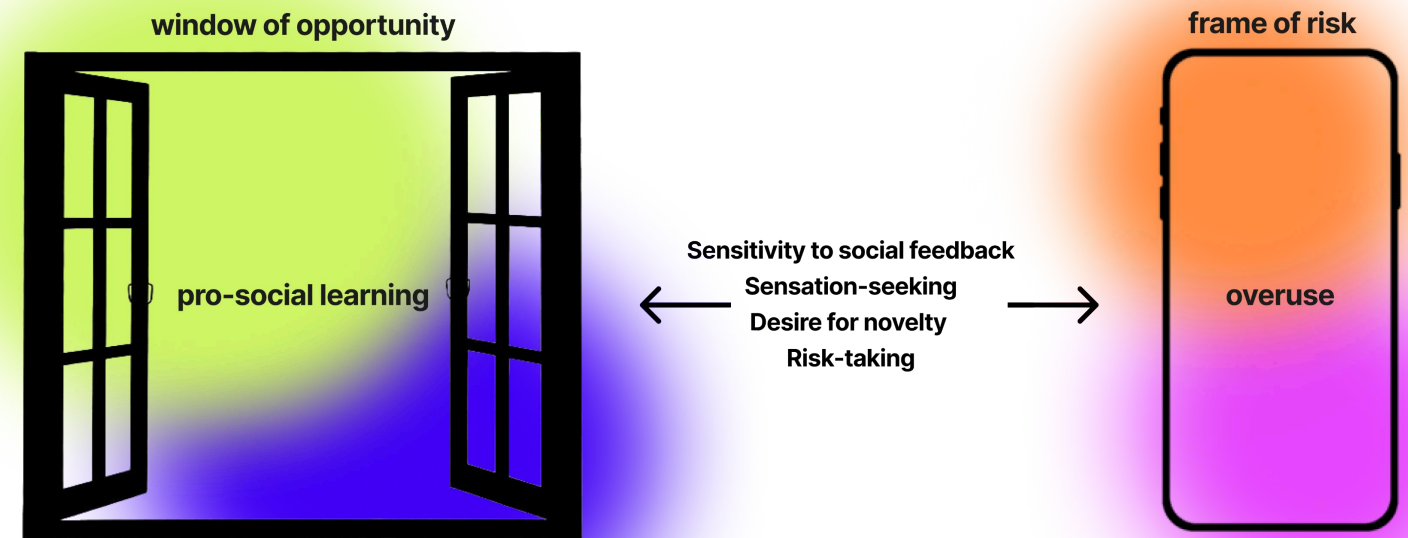 window of opportunity
frame of risk
Sensitivity to social feedback
Sensation-seeking
pro-social learning
overuse
Desire for novelty
Risk-taking